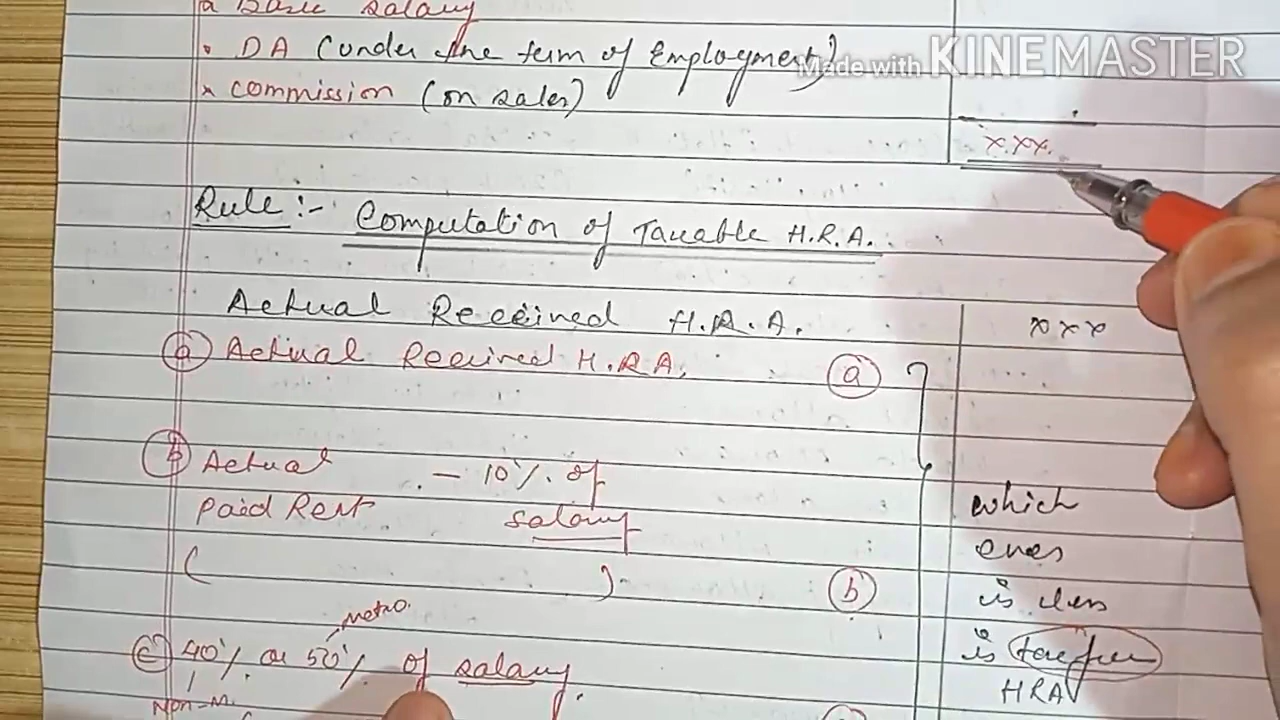 a Basic salary
• DA (under the term of Employment)
Made with KINEMASTER
x commission (on sales)
x.xx.
Rule :- Computation of Taxable H.R.A.
Actual Received H.R.A. xxx
(a) Actual Received H.R.A. (a)
(b) Actual - 10% of
Paid Rent salary
which
ever
( ) (b)
is less
metro.
(c) 40% or 50% of salary.
is tax free
HRA
Non-M.